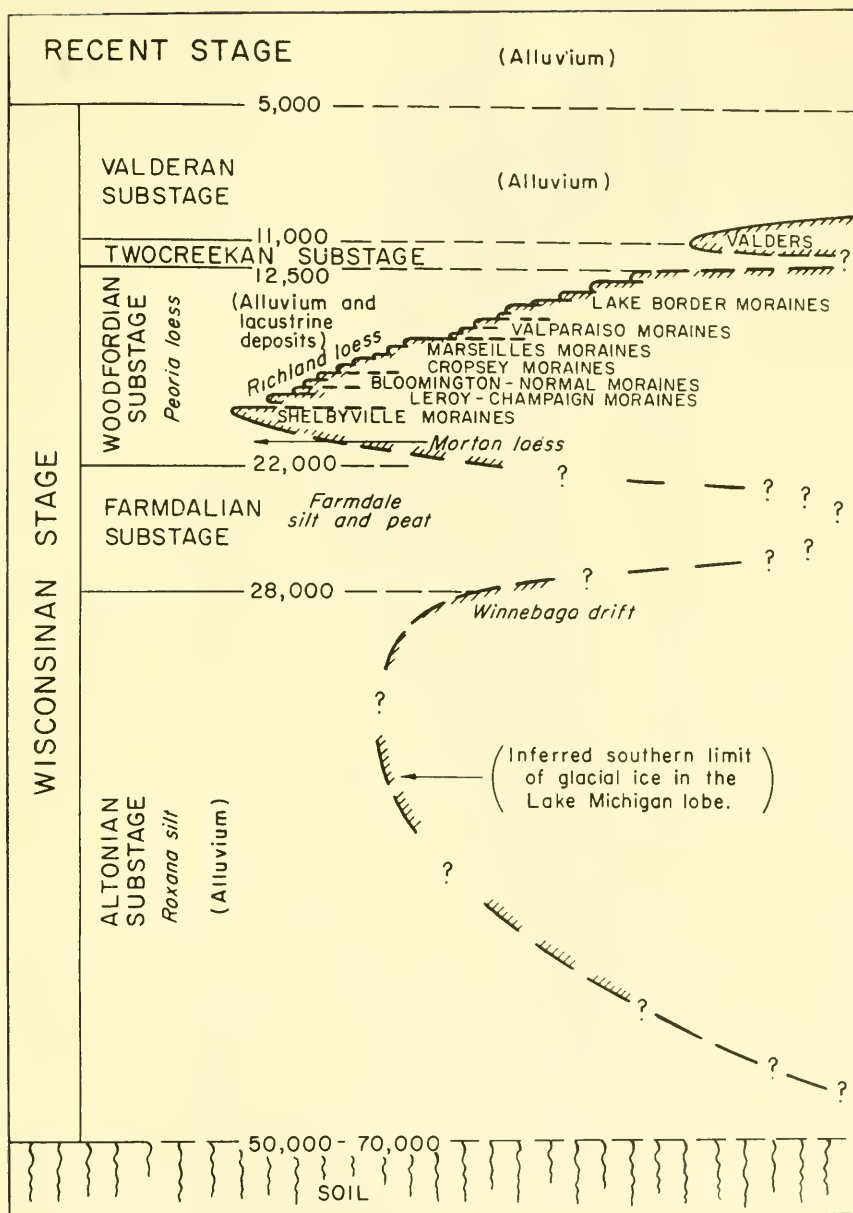 RECENT STAGE (Alluvium)
5,000
VALDERAN
SUBSTAGE
(Alluvium)
11,000
VALDERS
?
TWOCREEKAN SUBSTAGE
12,500
WOODFORDIAN
SUBSTAGE
Peoria loess
(Alluvium and
lacustrine
deposits)
Richland loess
LAKE BORDER MORAINES
VALPARAISO MORAINES
MARSEILLES MORAINES
CROPSEY MORAINES
BLOOMINGTON-NORMAL MORAINES
LEROY-CHAMPAIGN MORAINES
SHELBYVILLE MORAINES
Morton loess
22,000
? ? ? ?
FARMDALIAN
SUBSTAGE
Farmdale
silt and peat
? ? ?
28,000
Winnebago drift
WISCONSINAN STAGE
?
(Inferred southern limit
of glacial ice in the
Lake Michigan lobe.)
ALTONIAN
SUBSTAGE
Roxana silt
(Alluvium)
?
?
?
?
50,000-70,000
SOIL